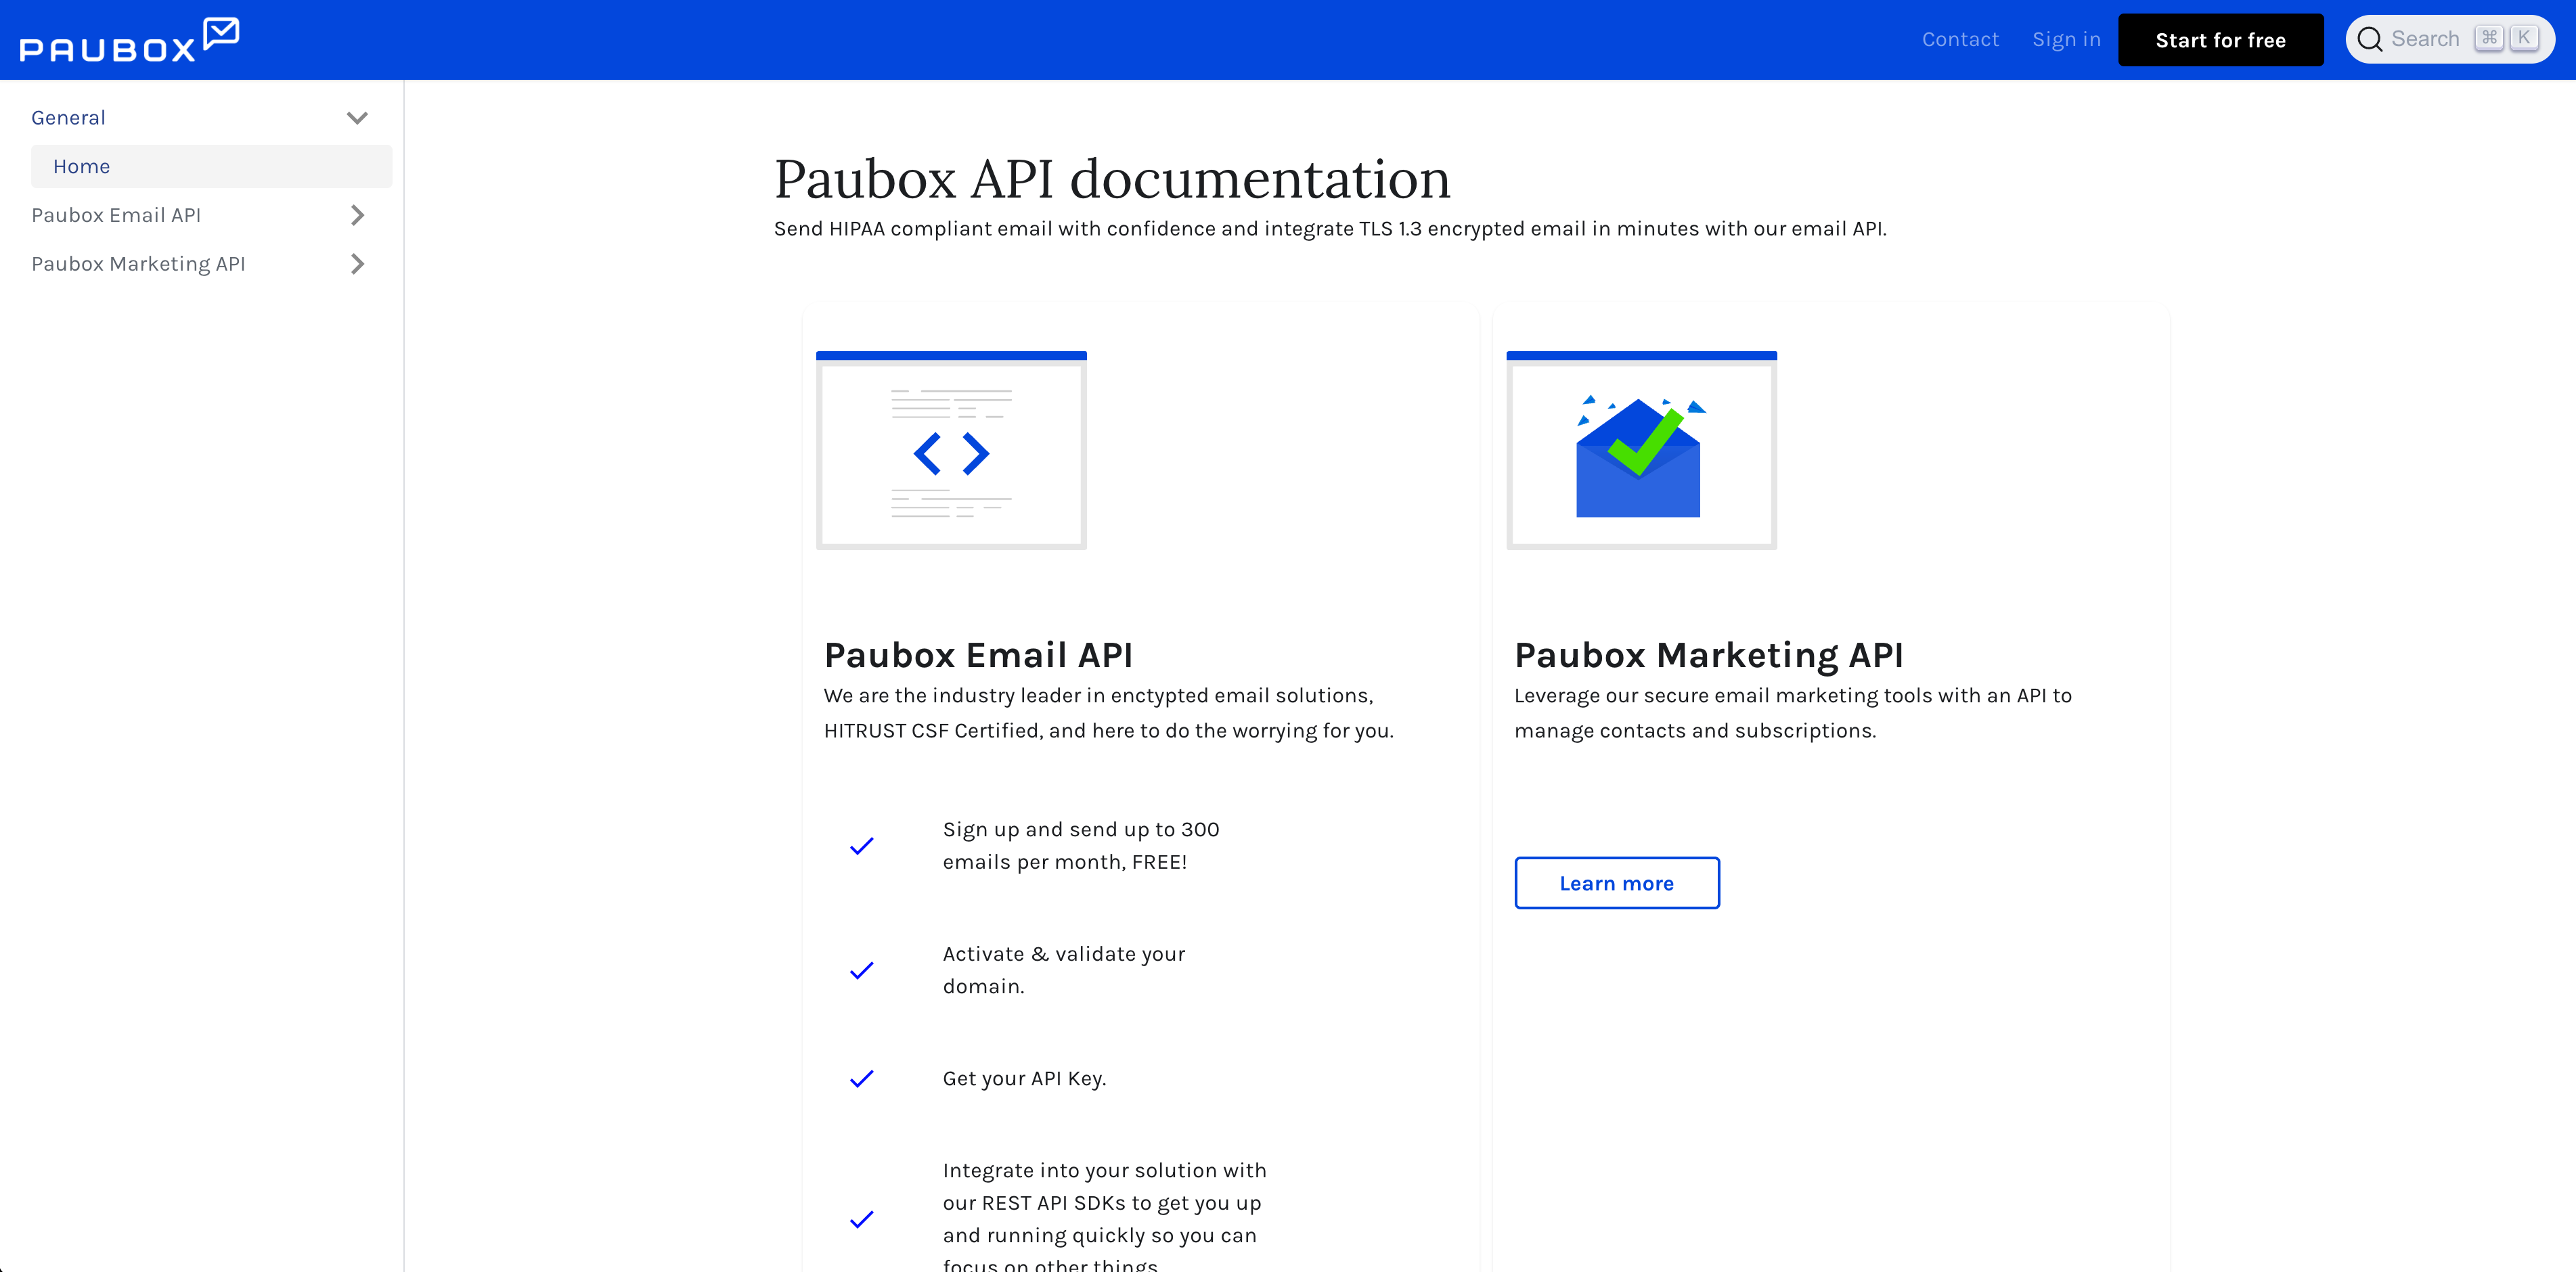 PAUBOX
Contact
Sign in
Start for free
Search ⌘ K
General
Home
Paubox Email API
Paubox Marketing API
Paubox API documentation
Send HIPAA compliant email with confidence and integrate TLS 1.3 encrypted email in minutes with our email API.
Paubox Email API
We are the industry leader in enctypted email solutions,
HITRUST CSF Certified, and here to do the worrying for you.
Sign up and send up to 300
emails per month, FREE!
Activate & validate your
domain.
Get your API Key.
Integrate into your solution with
our REST API SDKs to get you up
and running quickly so you can
focus on other things
Paubox Marketing API
Leverage our secure email marketing tools with an API to
manage contacts and subscriptions.
Learn more